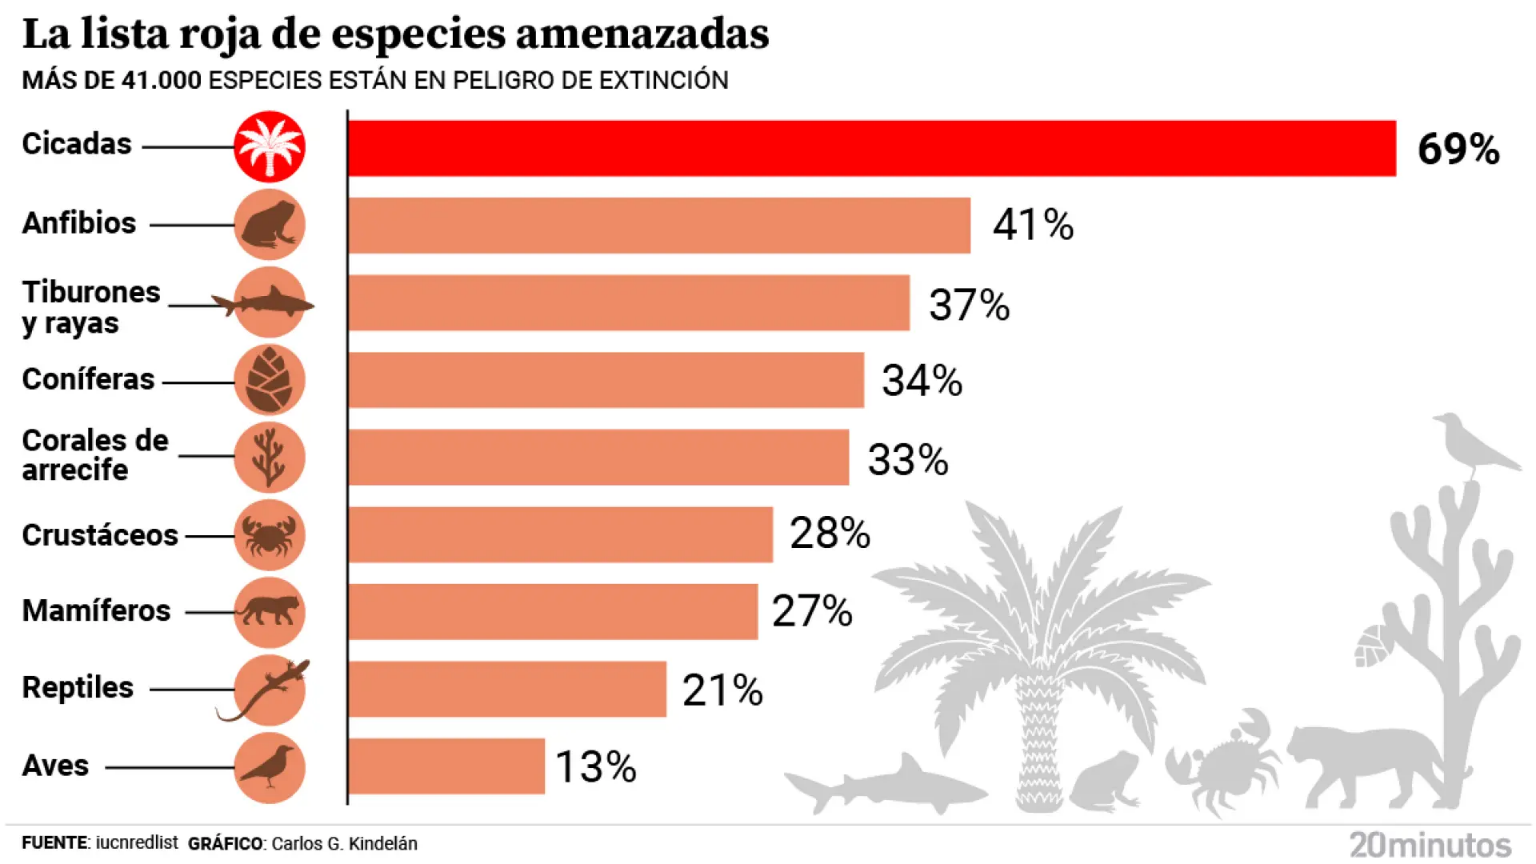 La lista roja de especies amenazadas
MÁS DE 41.000 ESPECIES ESTÁN EN PELIGRO DE EXTINCIÓN
Cicadas
69%
Anfibios
41%
Tiburones
y rayas
37%
Coníferas
34%
Corales de
arrecife
33%
Crustáceos
28%
Mamíferos
27%
Reptiles
21%
Aves
13%
FUENTE: iucnredlist GRÁFICO: Carlos G. Kindelán
20minutos